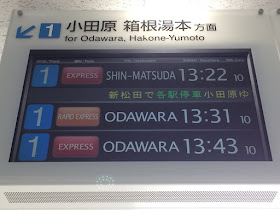 1 小田原 箱根湯本 方面
for Odawara, Hakone-Yumoto
1 EXPRESS SHIN-MATSUDA 13:22 10
新松田で各駅停車小田原ゆ
1 RAPID EXPRESS ODAWARA 13:31 10
1 EXPRESS ODAWARA 13:43 10